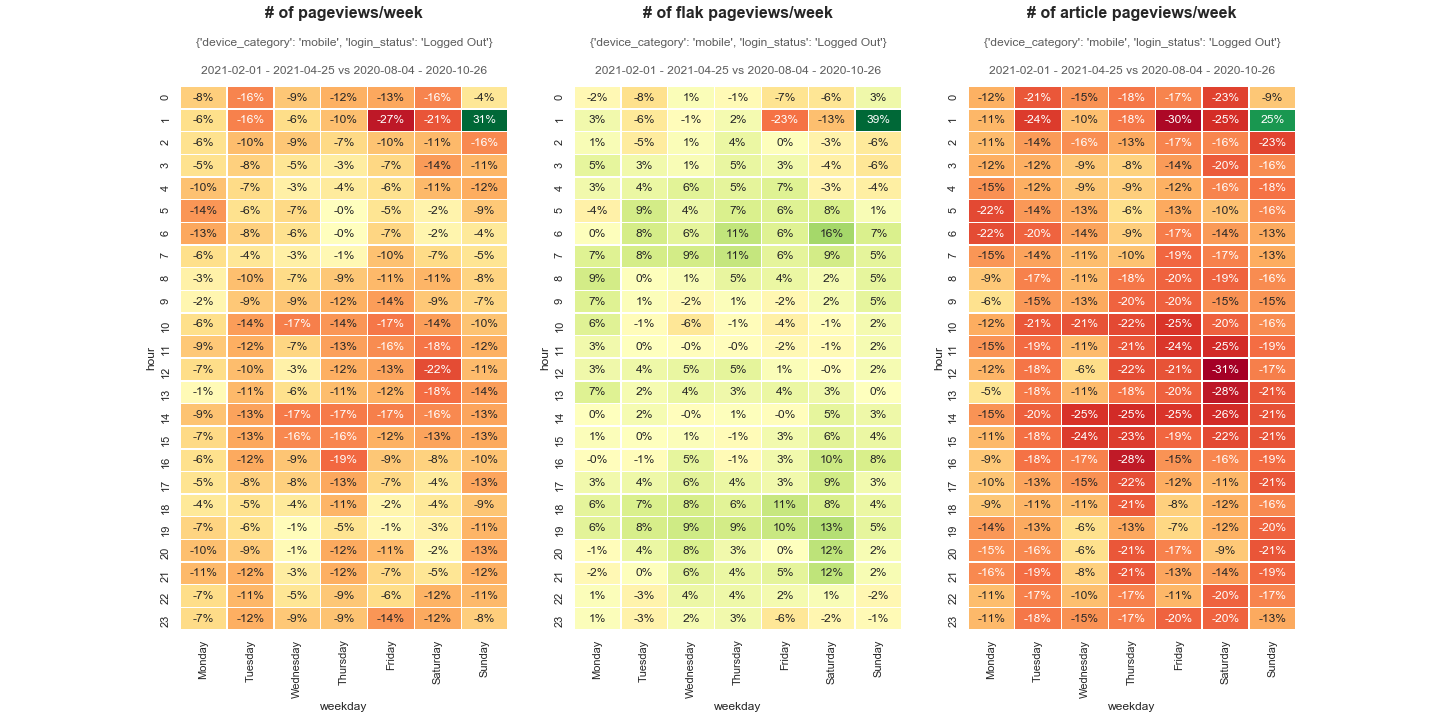 # of pageviews/week
{'device_category': 'mobile', 'login_status': 'Logged Out'}
2021-02-01 - 2021-04-25 vs 2020-08-04 - 2020-10-26
hour
0 -8% -16% -9% -12% -13% -16% -4%
1 -6% -16% -6% -10% -27% -21% 31%
2 -6% -10% -9% -7% -10% -11% -16%
3 -5% -8% -5% -3% -7% -14% -11%
4 -10% -7% -3% -4% -6% -11% -12%
5 -14% -6% -7% -0% -5% -2% -9%
6 -13% -8% -6% -0% -7% -2% -4%
7 -6% -4% -3% -1% -10% -7% -5%
8 -3% -10% -7% -9% -11% -11% -8%
9 -2% -9% -9% -12% -14% -9% -7%
10 -6% -14% -17% -14% -17% -14% -10%
11 -9% -12% -7% -13% -16% -18% -12%
12 -7% -10% -3% -12% -13% -22% -11%
13 -1% -11% -6% -11% -12% -18% -14%
14 -9% -13% -17% -17% -17% -16% -13%
15 -7% -13% -16% -16% -12% -13% -13%
16 -6% -12% -9% -19% -9% -8% -10%
17 -5% -8% -8% -13% -7% -4% -13%
18 -4% -5% -4% -11% -2% -4% -9%
19 -7% -6% -1% -5% -1% -3% -11%
20 -10% -9% -1% -12% -11% -2% -13%
21 -11% -12% -3% -12% -7% -5% -12%
22 -7% -11% -5% -9% -6% -12% -11%
23 -7% -12% -9% -9% -14% -12% -8%
Monday Tuesday Wednesday Thursday Friday Saturday Sunday
weekday
# of flak pageviews/week
{'device_category': 'mobile', 'login_status': 'Logged Out'}
2021-02-01 - 2021-04-25 vs 2020-08-04 - 2020-10-26
hour
0 -2% -8% 1% -1% -7% -6% 3%
1 3% -6% -1% 2% -23% -13% 39%
2 1% -5% 1% 4% 0% -3% -6%
3 5% 3% 1% 5% 3% -4% -6%
4 3% 4% 6% 5% 7% -3% -4%
5 -4% 9% 4% 7% 6% 8% 1%
6 0% 8% 6% 11% 6% 16% 7%
7 7% 8% 9% 11% 6% 9% 5%
8 9% 0% 1% 5% 4% 2% 5%
9 7% 1% -2% 1% -2% 2% 5%
10 6% -1% -6% -1% -4% -1% 2%
11 3% 0% -0% -0% -2% -1% 2%
12 3% 4% 5% 5% 1% -0% 2%
13 7% 2% 4% 3% 4% 3% 0%
14 0% 2% -0% 1% -0% 5% 3%
15 1% 0% 1% -1% 3% 6% 4%
16 -0% -1% 5% -1% 3% 10% 8%
17 3% 4% 6% 4% 3% 9% 3%
18 6% 7% 8% 6% 11% 8% 4%
19 6% 8% 9% 9% 10% 13% 5%
20 -1% 4% 8% 3% 0% 12% 2%
21 -2% 0% 6% 4% 5% 12% 2%
22 1% -3% 4% 4% 2% 1% -2%
23 1% -3% 2% 3% -6% -2% -1%
Monday Tuesday Wednesday Thursday Friday Saturday Sunday
weekday
# of article pageviews/week
{'device_category': 'mobile', 'login_status': 'Logged Out'}
2021-02-01 - 2021-04-25 vs 2020-08-04 - 2020-10-26
hour
0 -12% -21% -15% -18% -17% -23% -9%
1 -11% -24% -10% -18% -30% -25% 25%
2 -11% -14% -16% -13% -17% -16% -23%
3 -12% -12% -9% -8% -14% -20% -16%
4 -15% -12% -9% -9% -12% -16% -18%
5 -22% -14% -13% -6% -13% -10% -16%
6 -22% -20% -14% -9% -17% -14% -13%
7 -15% -14% -11% -10% -19% -17% -13%
8 -9% -17% -11% -18% -20% -19% -16%
9 -6% -15% -13% -20% -20% -15% -15%
10 -12% -21% -21% -22% -25% -20% -16%
11 -15% -19% -11% -21% -24% -25% -19%
12 -12% -18% -6% -22% -21% -31% -17%
13 -5% -18% -11% -18% -20% -28% -21%
14 -15% -20% -25% -25% -25% -26% -21%
15 -11% -18% -24% -23% -19% -22% -21%
16 -9% -18% -17% -28% -15% -16% -19%
17 -10% -13% -15% -22% -12% -11% -21%
18 -9% -11% -11% -21% -8% -12% -16%
19 -14% -13% -6% -13% -7% -12% -20%
20 -15% -16% -6% -21% -17% -9% -21%
21 -16% -19% -8% -21% -13% -14% -19%
22 -11% -17% -10% -17% -11% -20% -17%
23 -11% -18% -15% -17% -20% -20% -13%
Monday Tuesday Wednesday Thursday Friday Saturday Sunday
weekday